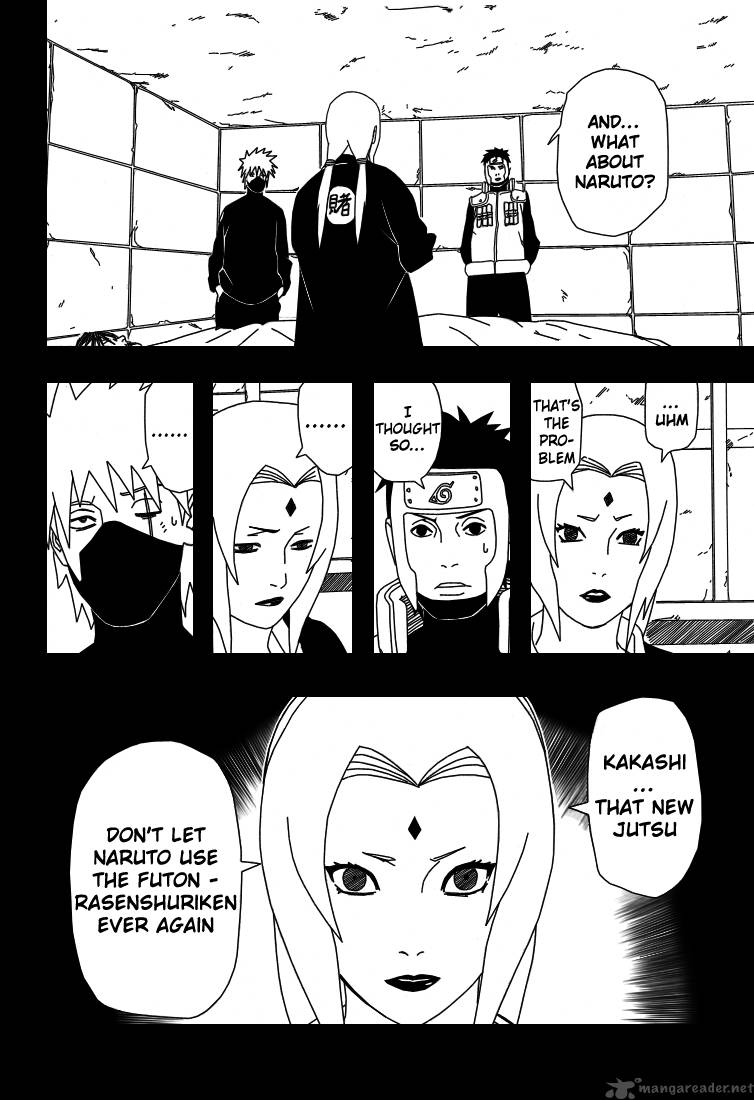 AND...
WHAT
ABOUT
NARUTO?
賭
...
UHM
THAT'S
THE
PRO-
BLEM
I
THOUGHT
SO...
......
......
KAKASHI
...
THAT NEW
JUTSU
DON'T LET
NARUTO USE
THE FUTON -
RASENSHURIKEN
EVER AGAIN
mangareader.net